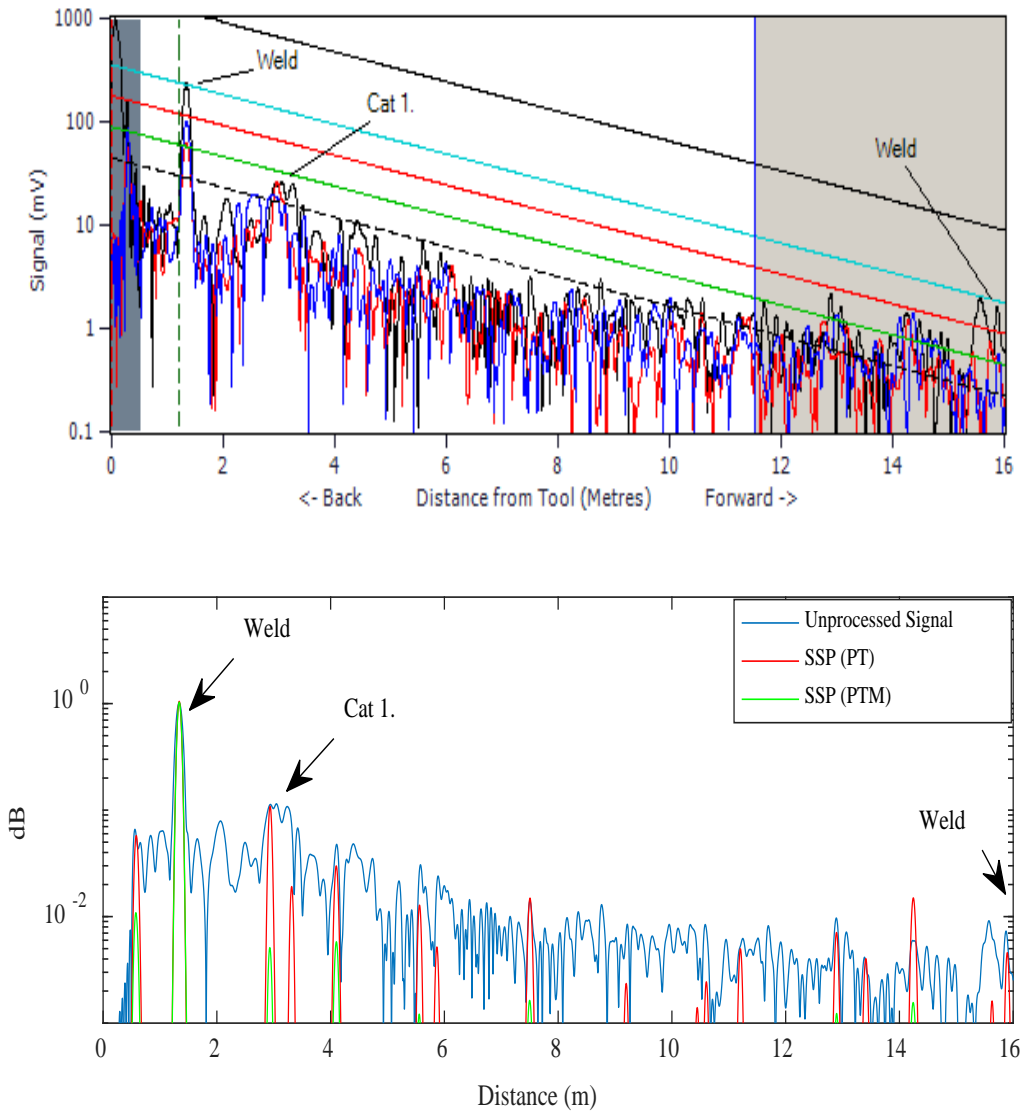 1000
100
10
1
0.1
Signal (mV)
Weld
Cat 1.
Weld
0 2 4 6 8 10 12 14 16
<- Back Distance from Tool (Metres) Forward ->
Unprocessed Signal
SSP (PT)
SSP (PTM)
Weld
Cat 1.
Weld
10 0
10 -2
dB
0 2 4 6 8 10 12 14 16
Distance (m)